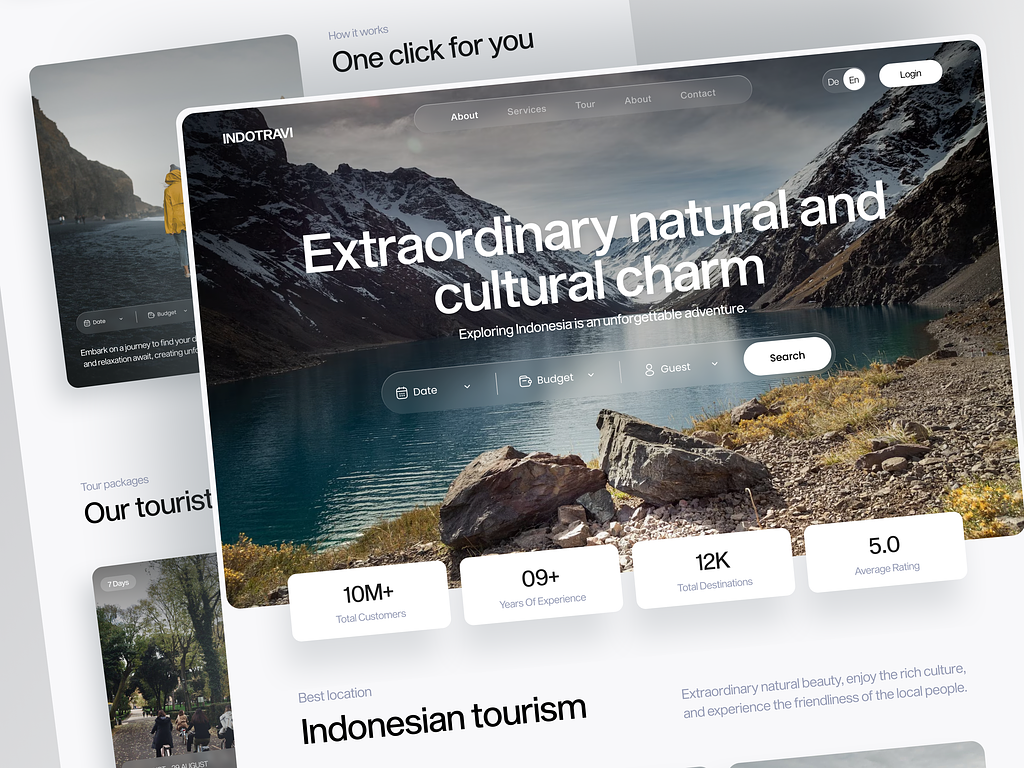 How it works
One click for you
INDOTRAVI
About
Services
Tour
About
Contact
De
En
Login
Extraordinary natural and
cultural charm
Exploring Indonesia is an unforgettable adventure.
Date
Budget
Guest
Search
Date
Budget
Embark on a journey to find your
and relaxation await, creating
Tour packages
Our tourist
7 Days
29 AUGUST
10M+
Total Customers
09+
Years Of Experience
12K
Total Destinations
5.0
Average Rating
Best location
Indonesian tourism
Extraordinary natural beauty, enjoy the rich culture,
and experience the friendliness of the local people.